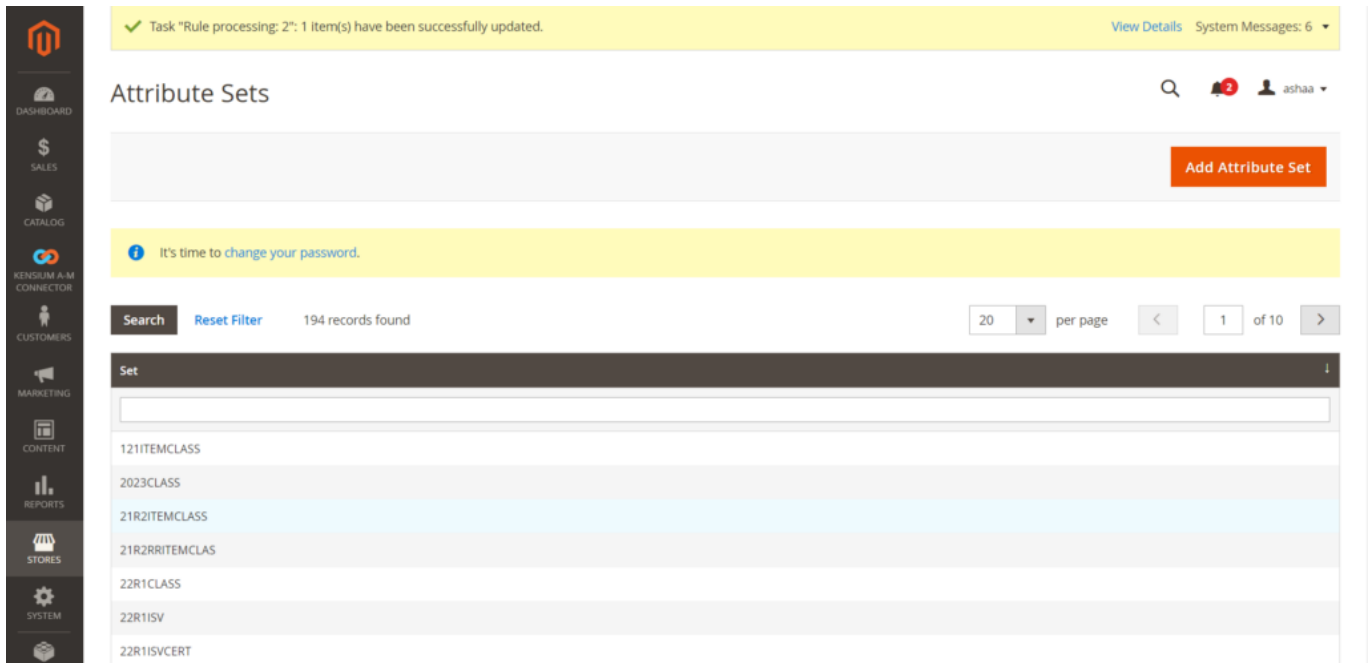 Task "Rule processing: 2": 1 item(s) have been successfully updated.
View Details System Messages: 6
Attribute Sets
2
ashaa
DASHBOARD
SALES
CATALOG
KENSIUM A-M
CONNECTOR
CUSTOMERS
MARKETING
CONTENT
REPORTS
STORES
SYSTEM
Add Attribute Set
It's time to change your password.
Search Reset Filter 194 records found
20 per page 1 of 10
Set
121ITEMCLASS
2023CLASS
21R2ITEMCLASS
21R2RRITEMCLAS
22R1CLASS
22R1ISV
22R1ISVCERT